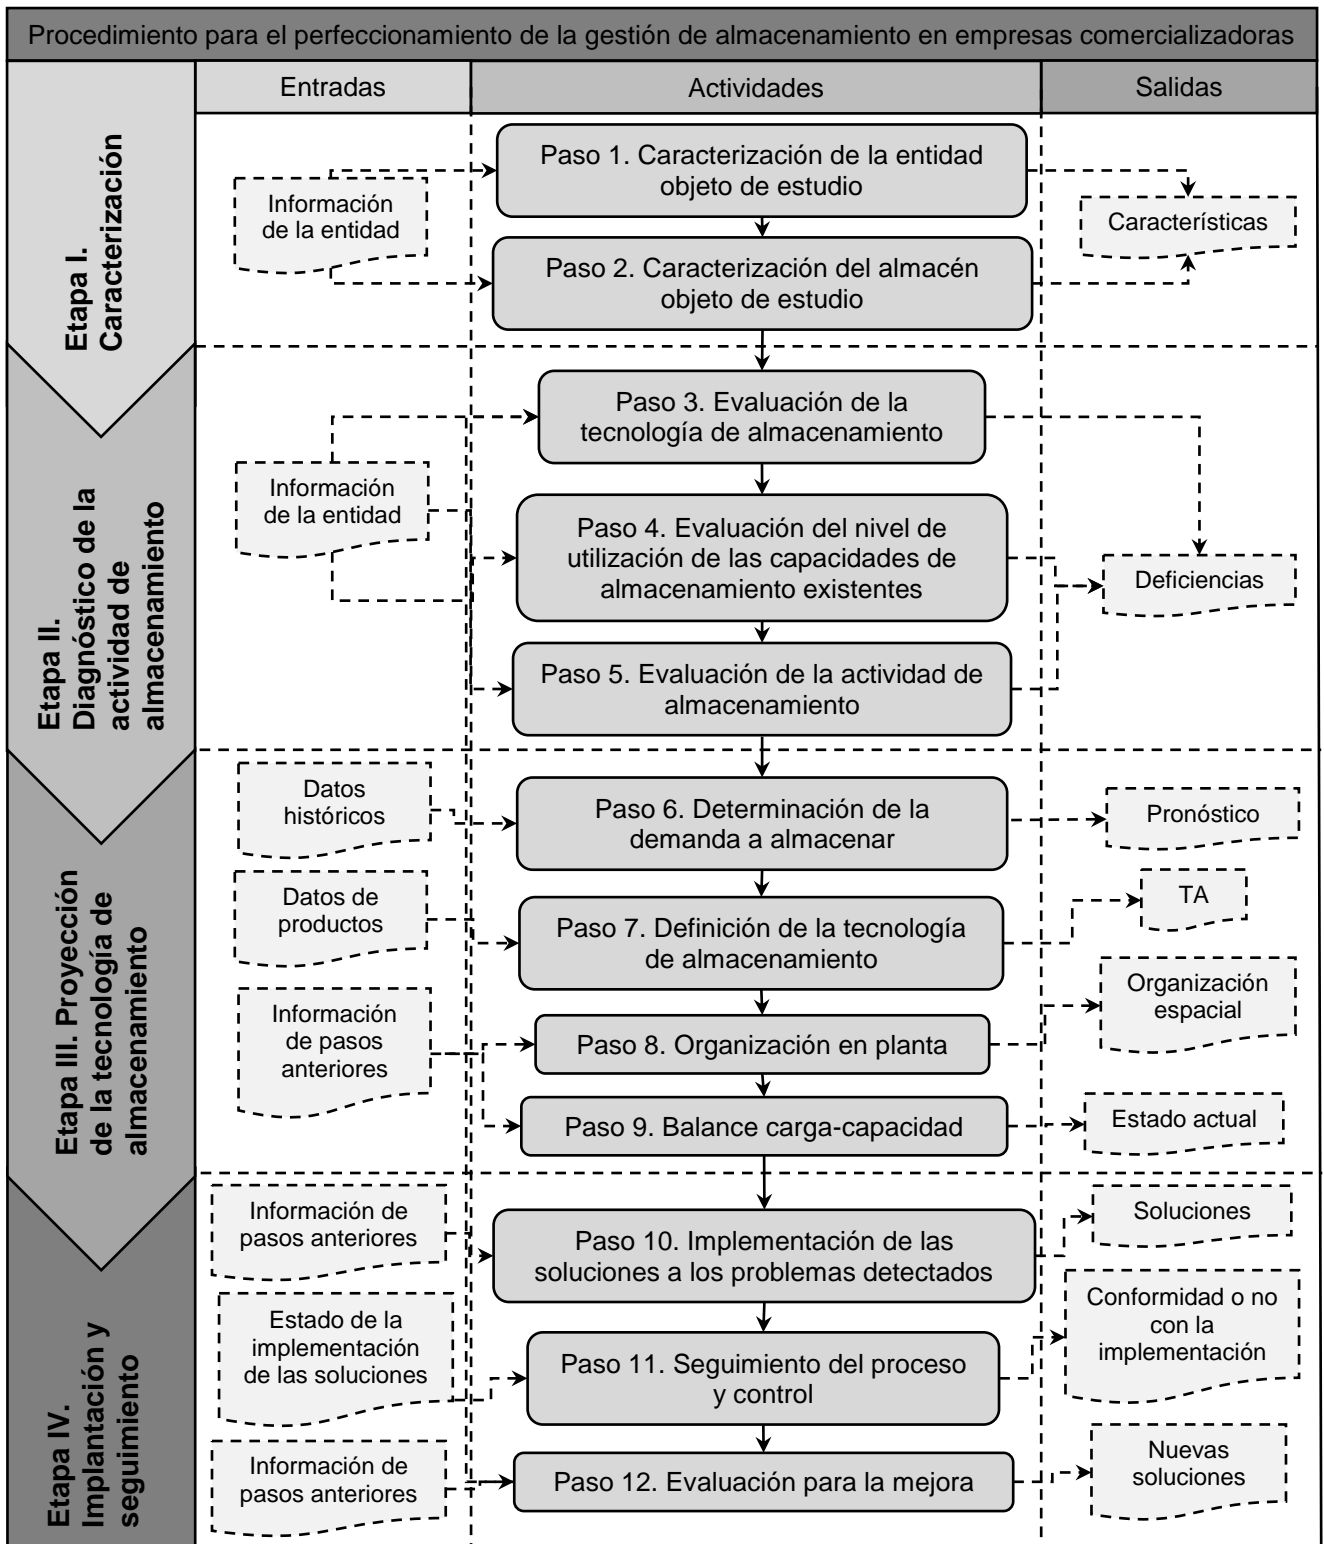 Procedimiento para el perfeccionamiento de la gestión de almacenamiento en empresas comercializadoras
Entradas
Actividades
Salidas
Etapa I.
Caracterización
Información
de la entidad
Paso 1. Caracterización de la entidad
objeto de estudio
Paso 2. Caracterización del almacén
objeto de estudio
Características
Etapa II.
Diagnóstico de la
actividad de
almacenamiento
Información
de la entidad
Paso 3. Evaluación de la
tecnología de almacenamiento
Paso 4. Evaluación del nivel de
utilización de las capacidades de
almacenamiento existentes
Paso 5. Evaluación de la actividad de
almacenamiento
Deficiencias
Etapa III. Proyección
de la tecnología de
almacenamiento
Datos
históricos
Paso 6. Determinación de la
demanda a almacenar
Pronóstico
Datos de
productos
Paso 7. Definición de la tecnología
de almacenamiento
TA
Información
de pasos
anteriores
Paso 8. Organización en planta
Organización
espacial
Paso 9. Balance carga-capacidad
Estado actual
Etapa IV.
Implantación y
seguimiento
Información de
pasos anteriores
Paso 10. Implementación de las
soluciones a los problemas detectados
Soluciones
Estado de la
implementación
de las soluciones
Paso 11. Seguimiento del proceso
y control
Conformidad o no
con la
implementación
Información de
pasos anteriores
Paso 12. Evaluación para la mejora
Nuevas
soluciones